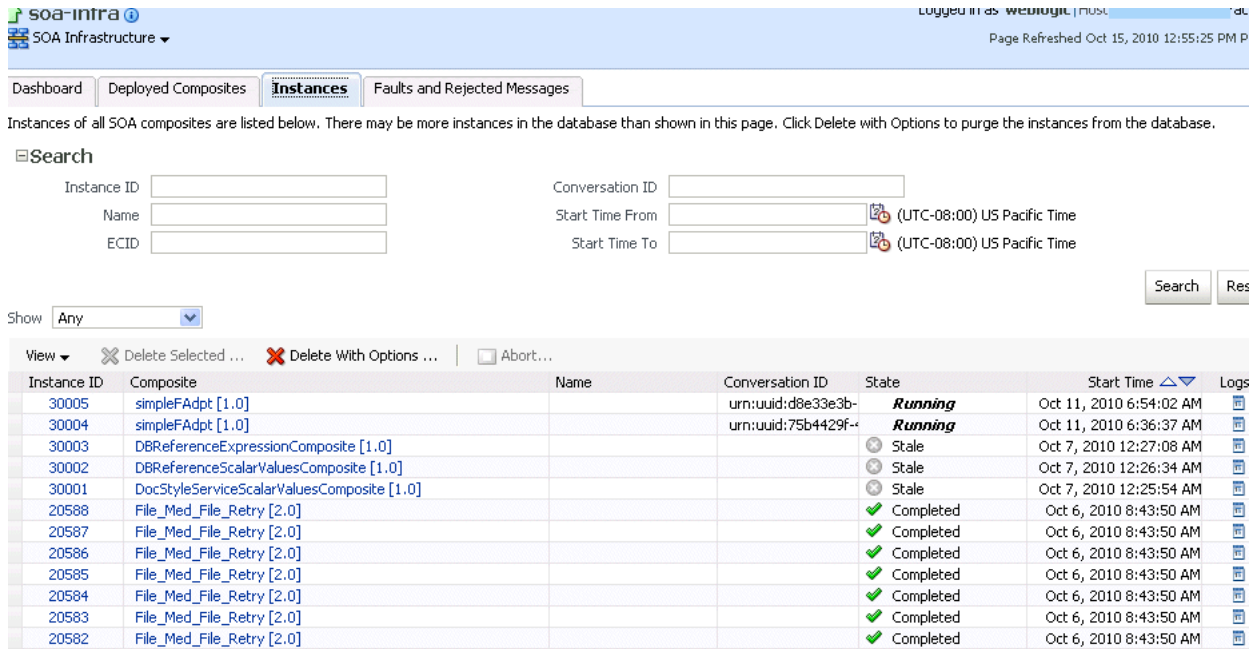 soa-infra
Logged in as weblogic | Host
SOA Infrastructure
Page Refreshed Oct 15, 2010 12:55:25 PM P
Dashboard Deployed Composites Instances Faults and Rejected Messages
Instances of all SOA composites are listed below. There may be more instances in the database than shown in this page. Click Delete with Options to purge the instances from the database.
Search
Instance ID Conversation ID
Name Start Time From (UTC-08:00) US Pacific Time
ECID Start Time To (UTC-08:00) US Pacific Time
Search Res
Show Any
View Delete Selected ... Delete With Options ... Abort...
Instance ID Composite Name Conversation ID State Start Time Logs
30005 simpleFAdpt [1.0] urn:uuid:d8e33e3b- Running Oct 11, 2010 6:54:02 AM
30004 simpleFAdpt [1.0] urn:uuid:75b4429f- Running Oct 11, 2010 6:36:37 AM
30003 DBReferenceExpressionComposite [1.0] Stale Oct 7, 2010 12:27:08 AM
30002 DBReferenceScalarValuesComposite [1.0] Stale Oct 7, 2010 12:26:34 AM
30001 DocStyleServiceScalarValuesComposite [1.0] Stale Oct 7, 2010 12:25:54 AM
20588 File_Med_File_Retry [2.0] Completed Oct 6, 2010 8:43:50 AM
20587 File_Med_File_Retry [2.0] Completed Oct 6, 2010 8:43:50 AM
20586 File_Med_File_Retry [2.0] Completed Oct 6, 2010 8:43:50 AM
20585 File_Med_File_Retry [2.0] Completed Oct 6, 2010 8:43:50 AM
20584 File_Med_File_Retry [2.0] Completed Oct 6, 2010 8:43:50 AM
20583 File_Med_File_Retry [2.0] Completed Oct 6, 2010 8:43:50 AM
20582 File_Med_File_Retry [2.0] Completed Oct 6, 2010 8:43:50 AM